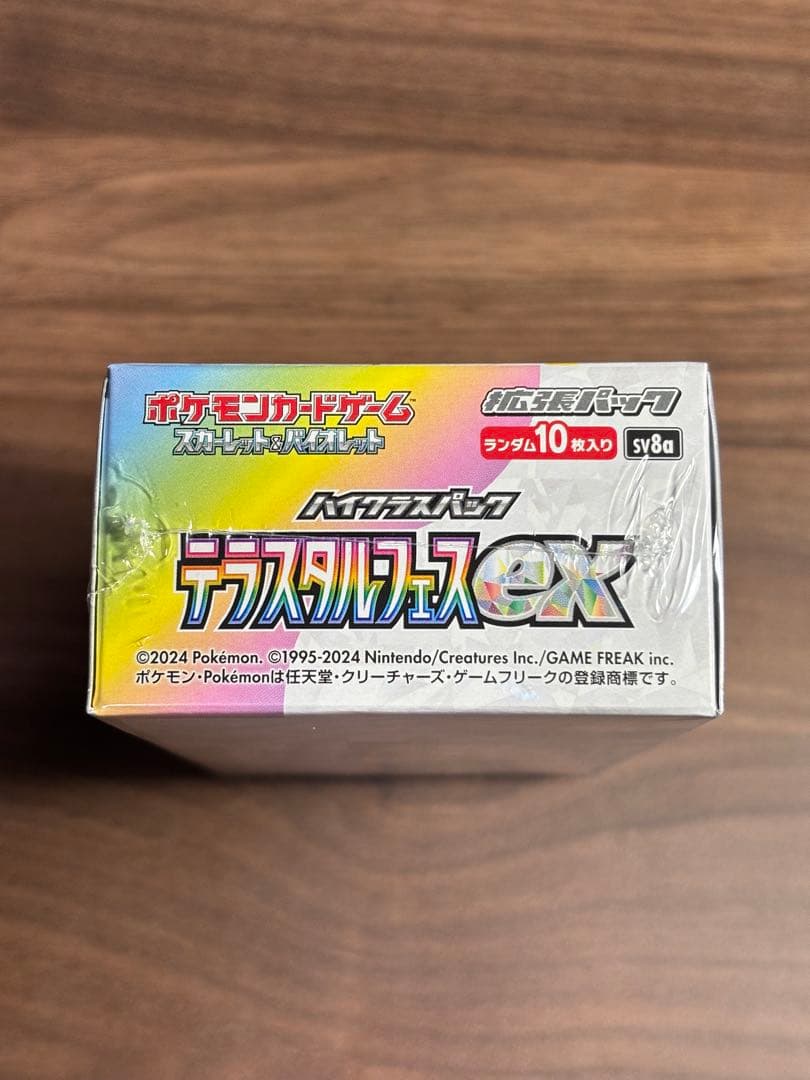 ポケモンカードゲーム™
スカーレット&バイオレット
拡張パック
ランダム10枚入り SV8a
ハイクラスパック
テラスタルフェスex
©2024 Pokémon. ©1995-2024 Nintendo/Creatures Inc./GAME FREAK inc.
ポケモン・Pokémonは任天堂・クリーチャーズ・ゲームフリークの登録商標です。